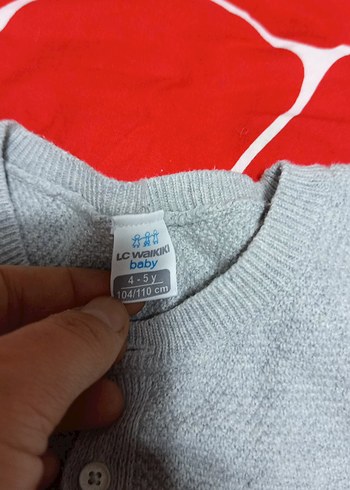 LC WAIKIKI
baby
4 - 5 y
104/110 cm